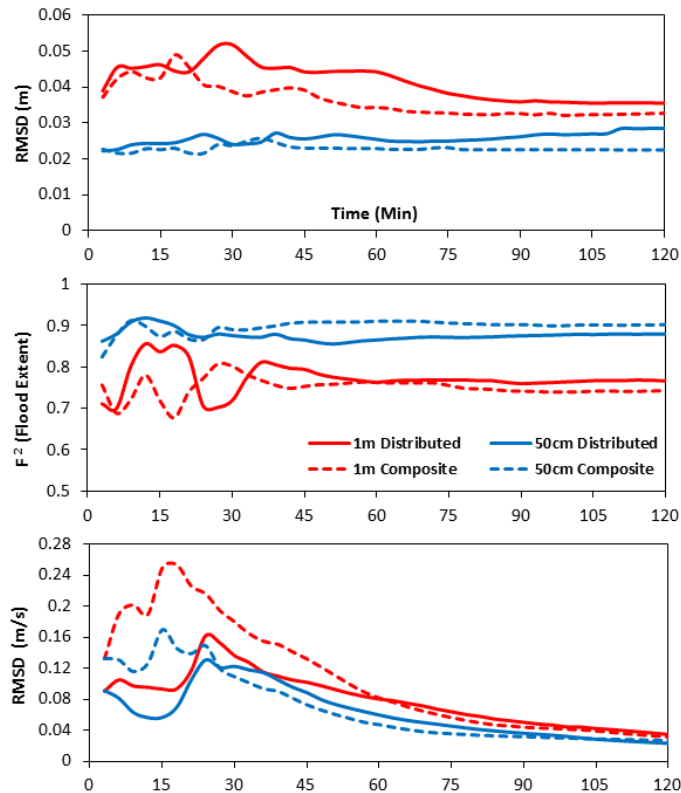 0.06
0.05
0.04
0.03
0.02
0.01
0
RMSD (m)
Time (Min)
0 15 30 45 60 75 90 105 120
1
0.9
0.8
0.7
0.6
0.5
F ² (Flood Extent)
1m Distributed 50cm Distributed
1m Composite 50cm Composite
0 15 30 45 60 75 90 105 120
0.28
0.24
0.2
0.16
0.12
0.08
0.04
0
RMSD (m/s)
0 15 30 45 60 75 90 105 120